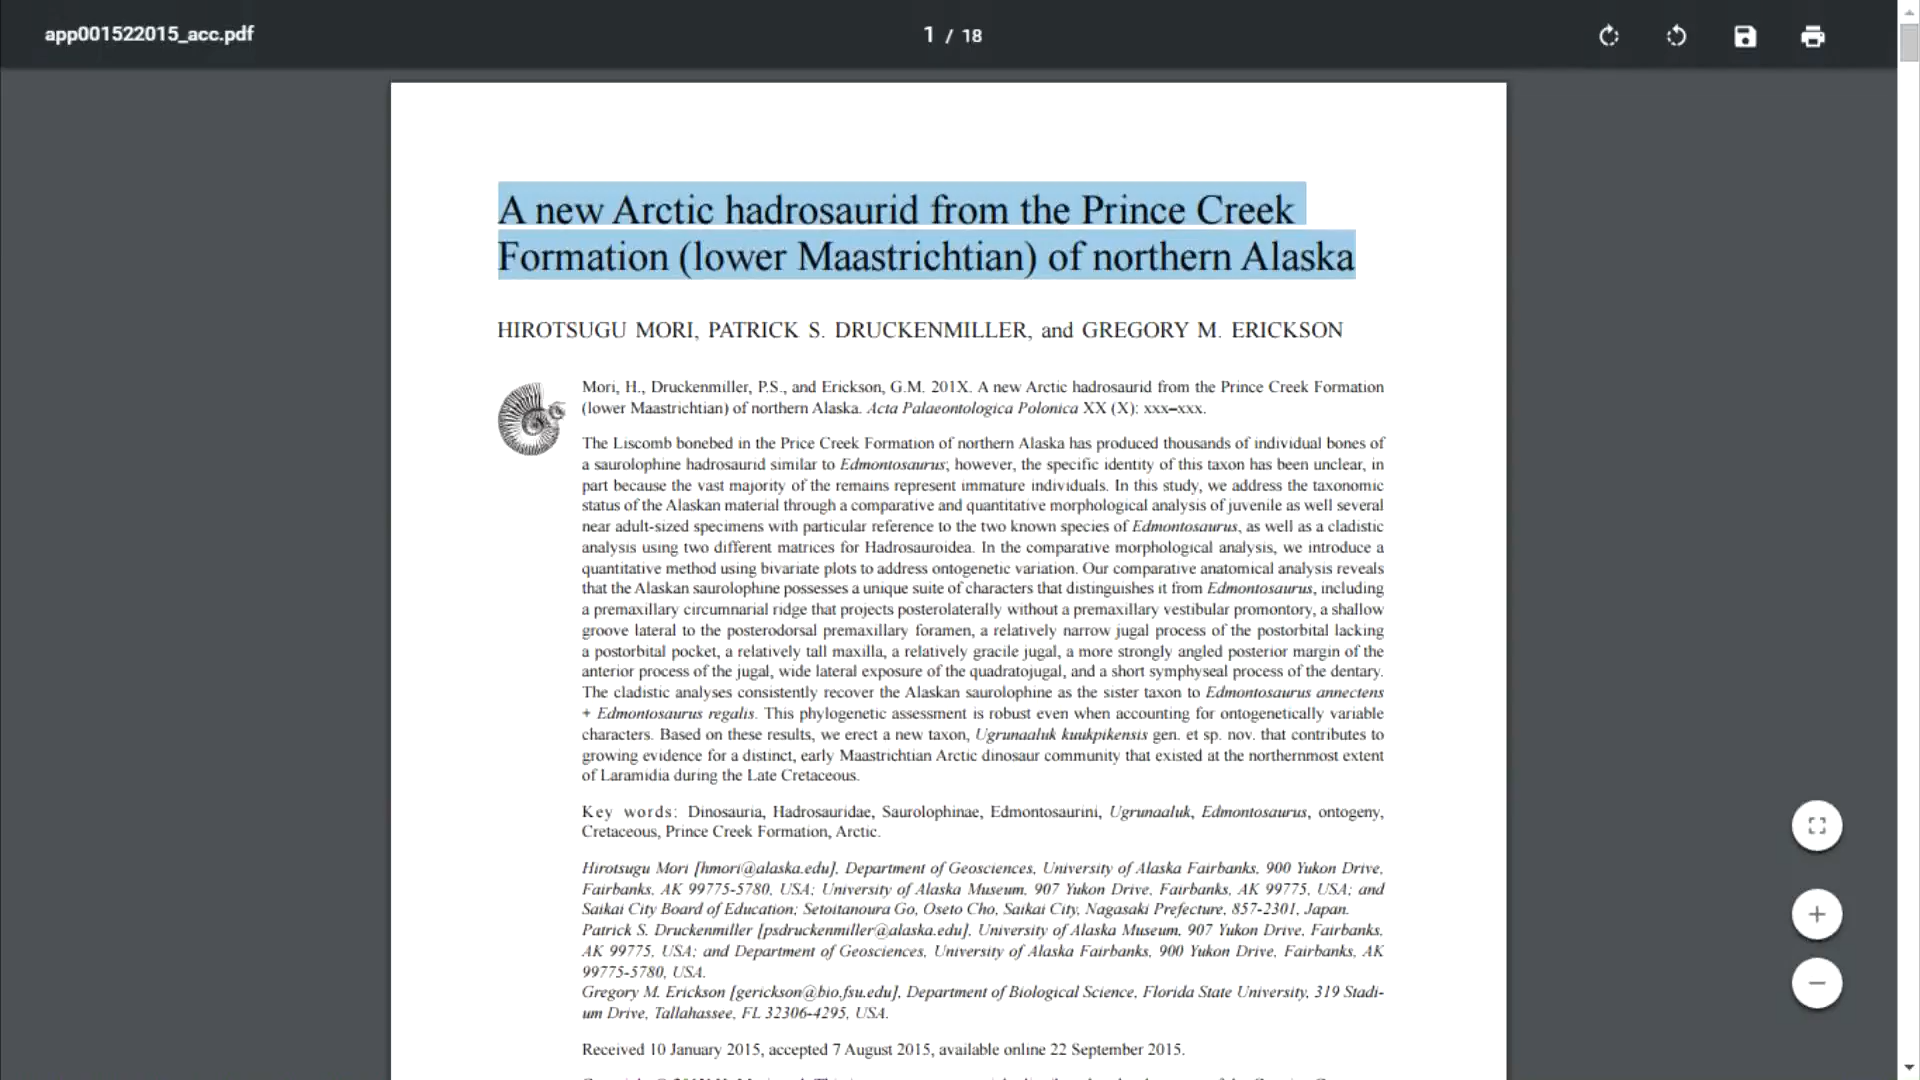 app001522015_acc.pdf
1 / 18
A new Arctic hadrosaurid from the Prince Creek
Formation (lower Maastrichtian) of northern Alaska
HIROTSUGU MORI, PATRICK S. DRUCKENMILLER, and GREGORY M. ERICKSON
Mori, H., Druckenmiller, P.S., and Erickson, G.M. 201X. A new Arctic hadrosaurid from the Prince Creek Formation
(lower Maastrichtian) of northern Alaska. Acta Palaeontologica Polonica XX (X): xxx–xxx.
The Liscomb bonebed in the Price Creek Formation of northern Alaska has produced thousands of individual bones of
a saurolophine hadrosaurid similar to Edmontosaurus; however, the specific identity of this taxon has been unclear, in
part because the vast majority of the remains represent immature individuals. In this study, we address the taxonomic
status of the Alaskan material through a comparative and quantitative morphological analysis of juvenile as well several
near adult-sized specimens with particular reference to the two known species of Edmontosaurus, as well as a cladistic
analysis using two different matrices for Hadrosauroidea. In the comparative morphological analysis, we introduce a
quantitative method using bivariate plots to address ontogenetic variation. Our comparative anatomical analysis reveals
that the Alaskan saurolophine possesses a unique suite of characters that distinguishes it from Edmontosaurus, including
a premaxillary circumnarial ridge that projects posterolaterally without a premaxillary vestibular promontory, a shallow
groove lateral to the posterodorsal premaxillary foramen, a relatively narrow jugal process of the postorbital lacking
a postorbital pocket, a relatively tall maxilla, a relatively gracile jugal, a more strongly angled posterior margin of the
anterior process of the jugal, wide lateral exposure of the quadratojugal, and a short symphyseal process of the dentary.
The cladistic analyses consistently recover the Alaskan saurolophine as the sister taxon to Edmontosaurus annectens
+ Edmontosaurus regalis. This phylogenetic assessment is robust even when accounting for ontogenetically variable
characters. Based on these results, we erect a new taxon, Ugrunaaluk kuukpikensis gen. et sp. nov. that contributes to
growing evidence for a distinct, early Maastrichtian Arctic dinosaur community that existed at the northernmost extent
of Laramidia during the Late Cretaceous.
Key words: Dinosauria, Hadrosauridae, Saurolophinae, Edmontosaurini, Ugrunaaluk, Edmontosaurus, ontogeny,
Cretaceous, Prince Creek Formation, Arctic.
Hirotsugu Mori [hmori@alaska.edu], Department of Geosciences, University of Alaska Fairbanks, 900 Yukon Drive,
Fairbanks, AK 99775-5780, USA; University of Alaska Museum, 907 Yukon Drive, Fairbanks, AK 99775, USA; and
Saikai City Board of Education; Setoitanoura Go, Oseto Cho, Saikai City, Nagasaki Prefecture, 857-2301, Japan.
Patrick S. Druckenmiller [psdruckenmiller@alaska.edu], University of Alaska Museum, 907 Yukon Drive, Fairbanks,
AK 99775, USA; and Department of Geosciences, University of Alaska Fairbanks, 900 Yukon Drive, Fairbanks, AK
99775-5780, USA.
Gregory M. Erickson [gerickson@bio.fsu.edu], Department of Biological Science, Florida State University, 319 Stadi-
um Drive, Tallahassee, FL 32306-4295, USA.
Received 10 January 2015, accepted 7 August 2015, available online 22 September 2015.